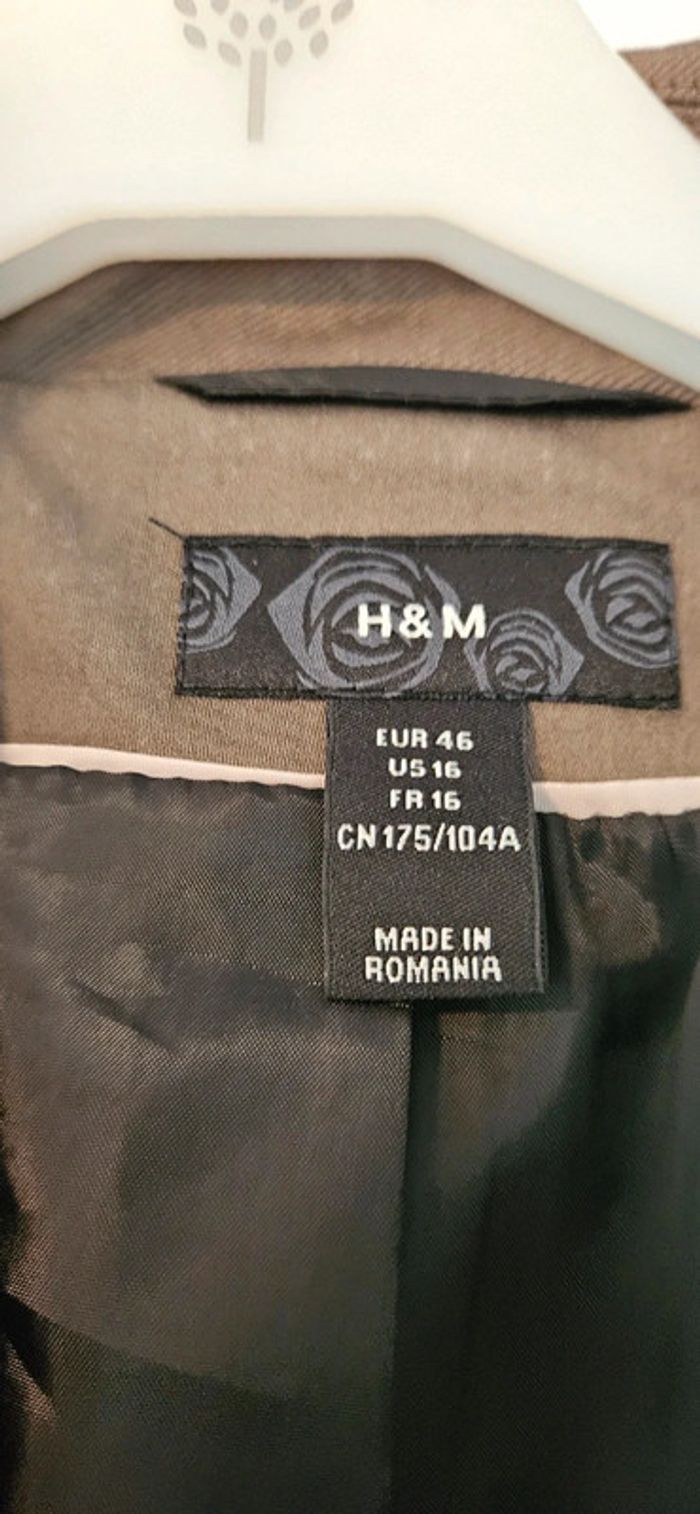 H&M
EUR 46
US 16
FR 16
CN 175/104A
MADE IN
ROMANIA